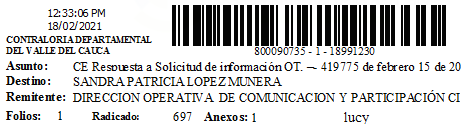 12:33:06 PM
18/02/2021
CONTRALORIA DEPARTAMENTAL
DEL VALLE DEL CAUCA
800090735 - 1 - 18991230
Asunto: CE Respuesta a Solicitud de información OT. –- 419775 de febrero 15 de 20
Destino: SANDRA PATRICIA LOPEZ MUNERA
Remitente: DIRECCION OPERATIVA DE COMUNICACION Y PARTICIPACIÓN CI
Folios: 1 Radicado: 697 Anexos: 1 lucy